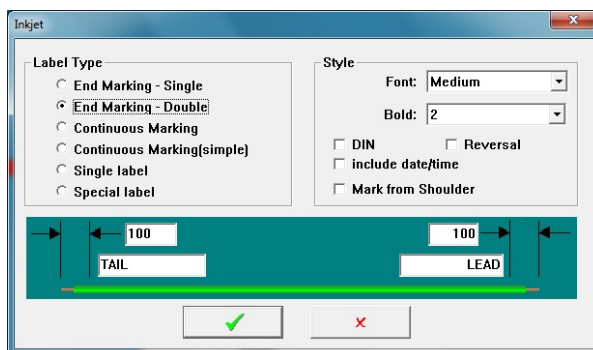 Inkjet
Label Type
End Marking - Single
End Marking - Double
Continuous Marking
Continuous Marking(simple)
Single label
Special label
Style
Font: Medium
Bold: 2
DIN Reversal
include date/time
Mark from Shoulder
100 100
TAIL LEAD